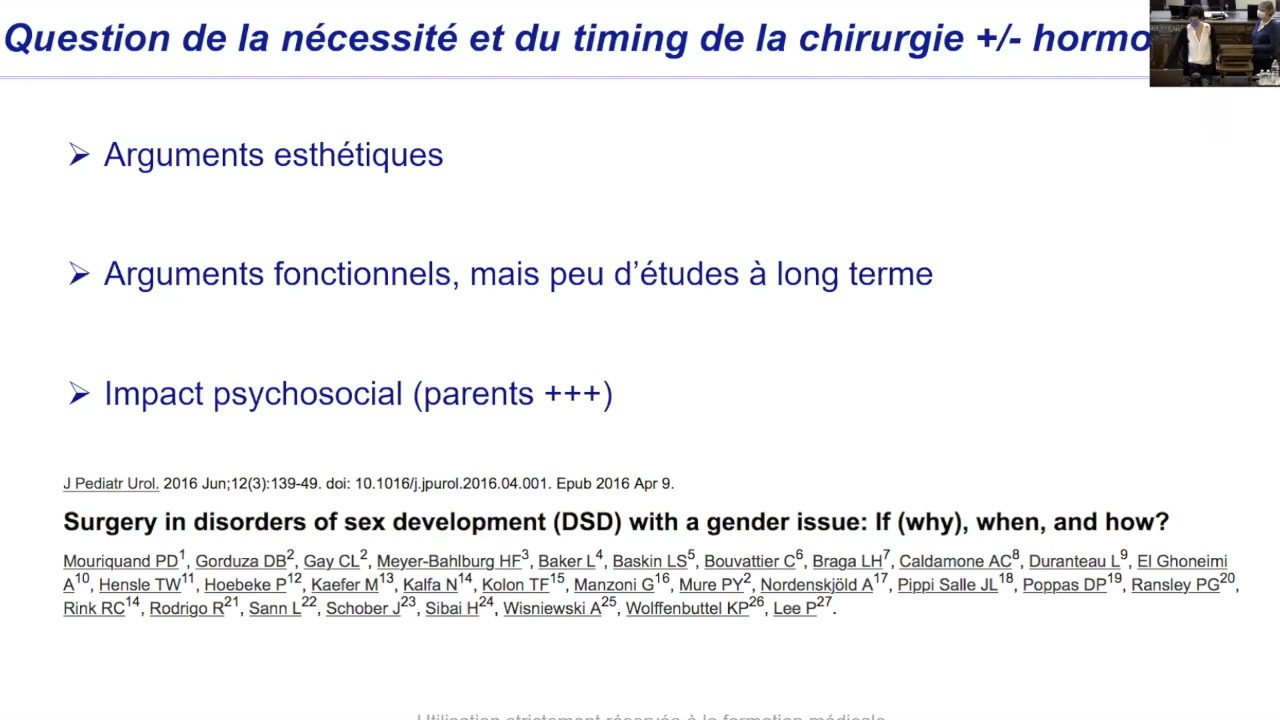 Question de la nécessité et du timing de la chirurgie +/- hormo
➢ Arguments esthétiques
➢ Arguments fonctionnels, mais peu d’études à long terme
➢ Impact psychosocial (parents +++)
J Pediatr Urol. 2016 Jun;12(3):139-49. doi: 10.1016/j.jpurol.2016.04.001. Epub 2016 Apr 9.
Surgery in disorders of sex development (DSD) with a gender issue: If (why), when, and how?
Mouriquand PD1, Gorduza DB2, Gay CL2, Meyer-Bahlburg HF3, Baker L4, Baskin LS5, Bouvattier C6, Braga LH7, Caldamone AC8, Duranteau L9, El Ghoneimi
A10, Hensle TW11, Hoebeke P12, Kaefer M13, Kalfa N14, Kolon TF15, Manzoni G16, Mure PY2, Nordenskjöld A17, Pippi Salle JL18, Poppas DP19, Ransley PG20,
Rink RC14, Rodrigo R21, Sann L22, Schober J23, Sibai H24, Wisniewski A25, Wolffenbuttel KP26, Lee P27.
Utilisation strictement réservée à la formation médicale